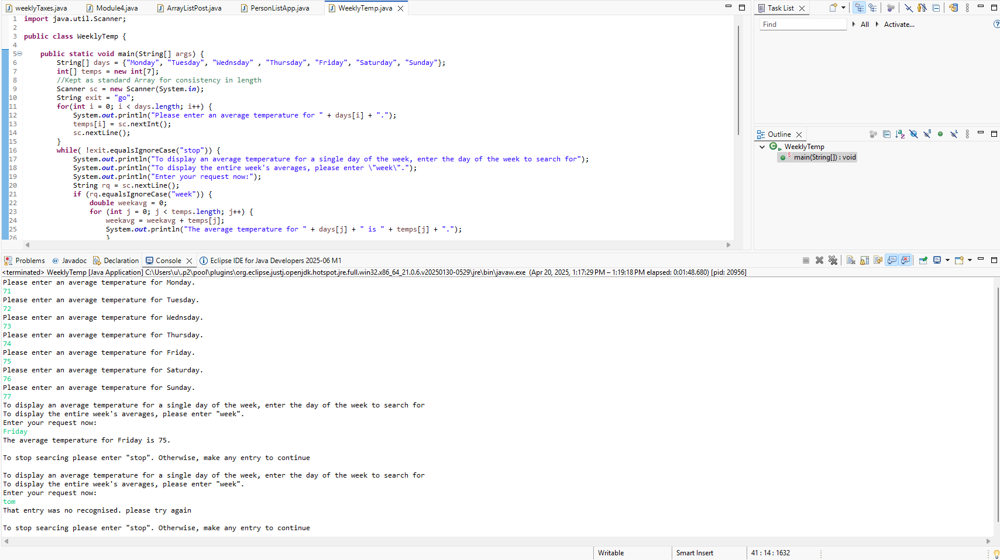 weeklyTaxes.java Module4.java ArrayListPost.java PersonListApp.java WeeklyTemp.java
1 import java.util.Scanner;
2
3 public class WeeklyTemp {
4
5 public static void main(String[] args) {
6 String[] days = {"Monday", "Tuesday", "Wednsday" , "Thursday", "Friday", "Saturday", "Sunday"};
7 int[] temps = new int[7];
8 //Kept as standard Array for consistency in length
9 Scanner sc = new Scanner(System.in);
10 String exit = "go";
11 for(int i = 0; i < days.length; i++) {
12 System.out.println("Please enter an average temperature for " + days[i] + ".");
13 temps[i] = sc.nextInt();
14 sc.nextLine();
15 }
16 while( !exit.equalsIgnoreCase("stop")) {
17 System.out.println("To display an average temperature for a single day of the week, enter the day of the week to search for");
18 System.out.println("To display the entire week's averages, please enter \"week\".");
19 System.out.println("Enter your request now:");
20 String rq = sc.nextLine();
21 if (rq.equalsIgnoreCase("week")) {
22 double weekavg = 0;
23 for (int j = 0; j < temps.length; j++) {
24 weekavg = weekavg + temps[j];
25 System.out.println("The average temperature for " + days[j] + " is " + temps[j] + ".");
26 }
Task List
Find All Activate...
Outline
WeeklyTemp
main(String[]) : void
Problems Javadoc Declaration Console Eclipse IDE for Java Developers 2025-06 M1
<terminated> WeeklyTemp [Java Application] C:\Users\u\.p2\pool\plugins\org.eclipse.justj.openjdk.hotspot.jre.full.win32.x86_64_21.0.6.v20250130-0529\jre\bin\javaw.exe (Apr 20, 2025, 1:17:29 PM – 1:19:18 PM elapsed: 0:01:48.680) [pid: 20956]
Please enter an average temperature for Monday.
71
Please enter an average temperature for Tuesday.
72
Please enter an average temperature for Wednsday.
73
Please enter an average temperature for Thursday.
74
Please enter an average temperature for Friday.
75
Please enter an average temperature for Saturday.
76
Please enter an average temperature for Sunday.
77
To display an average temperature for a single day of the week, enter the day of the week to search for
To display the entire week's averages, please enter "week".
Enter your request now:
Friday
The average temperature for Friday is 75.
To stop searcing please enter "stop". Otherwise, make any entry to continue
To display an average temperature for a single day of the week, enter the day of the week to search for
To display the entire week's averages, please enter "week".
Enter your request now:
tom
That entry was no recognised. please try again
To stop searcing please enter "stop". Otherwise, make any entry to continue
Writable Smart Insert 41 : 14 : 1632